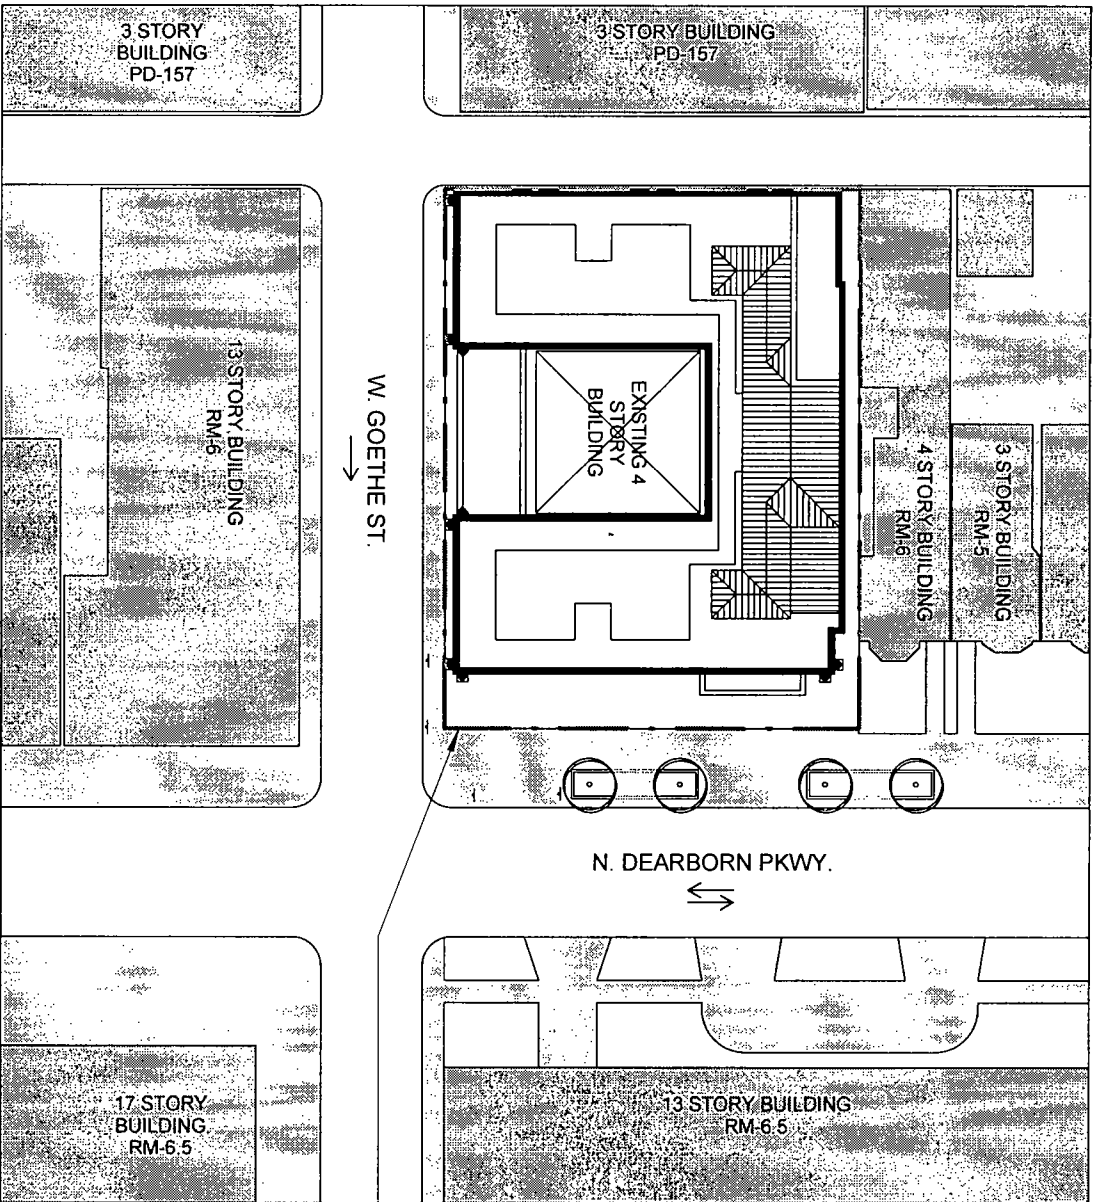 3 STORY
BUILDING
PD-157
3 STORY BUILDING
PD-157
13 STORY BUILDING
RM-6
W. GOETHE ST.
EXISTING 4
STORY
BUILDING
4 STORY BUILDING
RM-6
3 STORY BUILDING
RM-5
N. DEARBORN PKWY.
17 STORY
BUILDING
RM-6.5
13 STORY BUILDING
RM-6.5